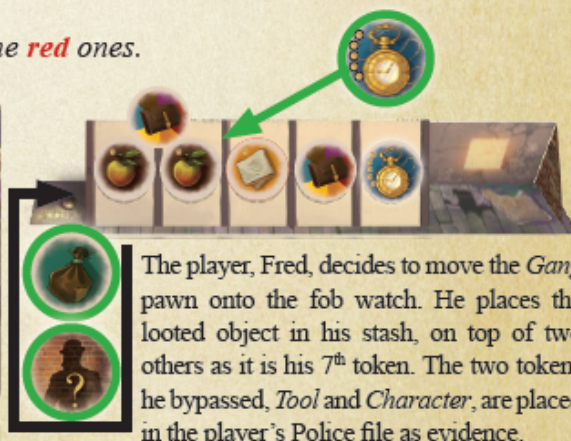 ne red ones.
?
The player, Fred, decides to move the Gang
pawn onto the fob watch. He places th
looted object in his stash, on top of two
others as it is his 7th token. The two token
he bypassed, Tool and Character, are placed
in the player's Police file as evidence.